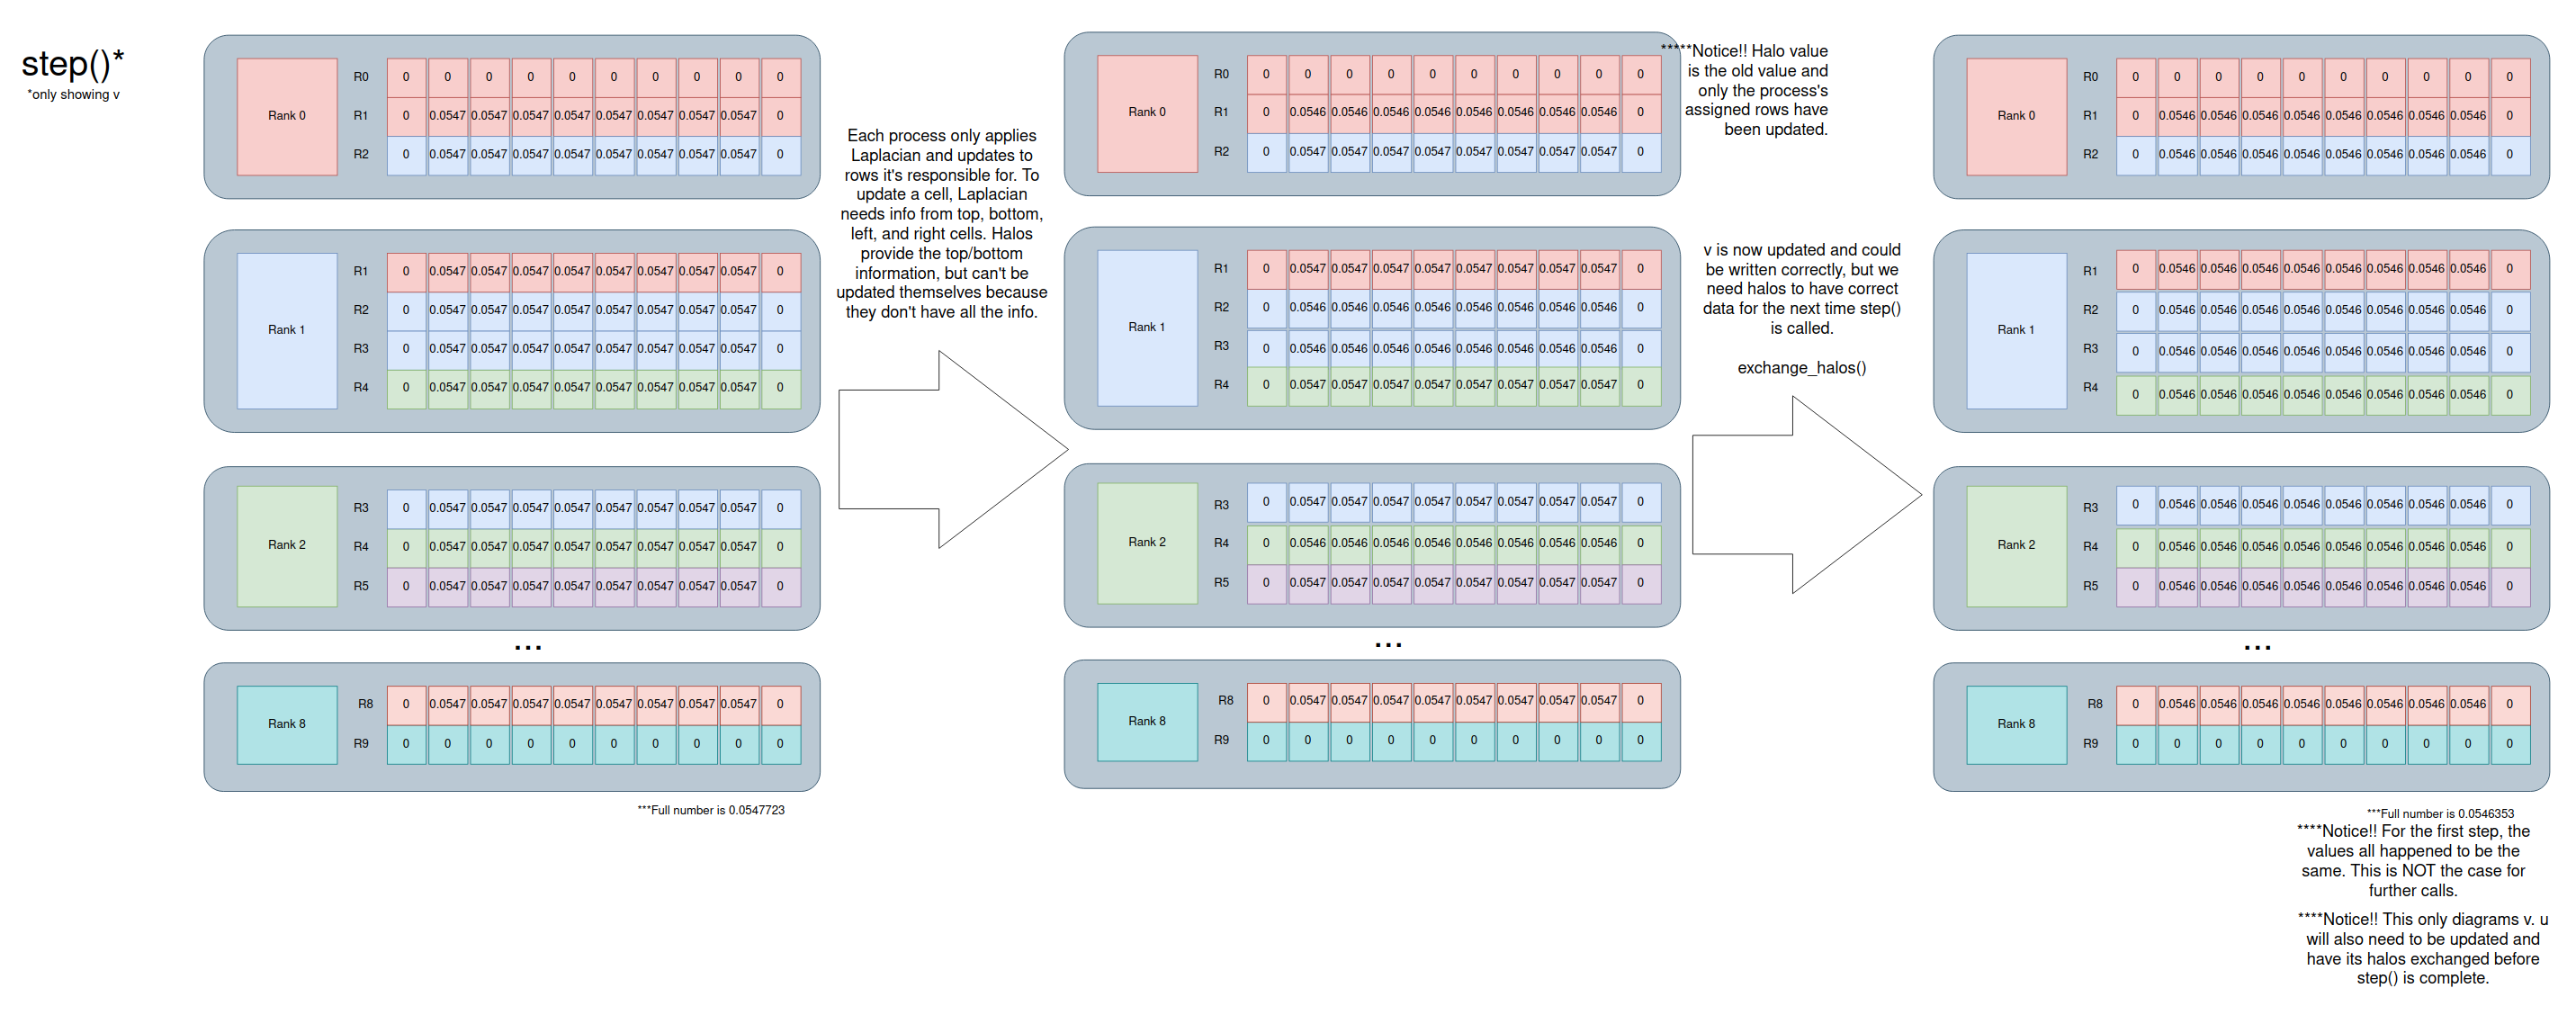 step()*
*only showing v
Rank 0
R0 0 0 0 0 0 0 0 0 0 0
R1 0 0.0547 0.0547 0.0547 0.0547 0.0547 0.0547 0.0547 0.0547 0
R2 0 0.0547 0.0547 0.0547 0.0547 0.0547 0.0547 0.0547 0.0547 0
Rank 1
R1 0 0.0547 0.0547 0.0547 0.0547 0.0547 0.0547 0.0547 0.0547 0
R2 0 0.0547 0.0547 0.0547 0.0547 0.0547 0.0547 0.0547 0.0547 0
R3 0 0.0547 0.0547 0.0547 0.0547 0.0547 0.0547 0.0547 0.0547 0
R4 0 0.0547 0.0547 0.0547 0.0547 0.0547 0.0547 0.0547 0.0547 0
Rank 2
R3 0 0.0547 0.0547 0.0547 0.0547 0.0547 0.0547 0.0547 0.0547 0
R4 0 0.0547 0.0547 0.0547 0.0547 0.0547 0.0547 0.0547 0.0547 0
R5 0 0.0547 0.0547 0.0547 0.0547 0.0547 0.0547 0.0547 0.0547 0
...
Rank 8
R8 0 0.0547 0.0547 0.0547 0.0547 0.0547 0.0547 0.0547 0.0547 0
R9 0 0 0 0 0 0 0 0 0 0
***Full number is 0.0547723
Each process only applies
Laplacian and updates to
rows it's responsible for. To
update a cell, Laplacian
needs info from top, bottom,
left, and right cells. Halos
provide the top/bottom
information, but can't be
updated themselves because
they don't have all the info.
Rank 0
R0 0 0 0 0 0 0 0 0 0 0
R1 0 0.0546 0.0546 0.0546 0.0546 0.0546 0.0546 0.0546 0.0546 0
R2 0 0.0547 0.0547 0.0547 0.0547 0.0547 0.0547 0.0547 0.0547 0
Rank 1
R1 0 0.0547 0.0547 0.0547 0.0547 0.0547 0.0547 0.0547 0.0547 0
R2 0 0.0546 0.0546 0.0546 0.0546 0.0546 0.0546 0.0546 0.0546 0
R3 0 0.0546 0.0546 0.0546 0.0546 0.0546 0.0546 0.0546 0.0546 0
R4 0 0.0547 0.0547 0.0547 0.0547 0.0547 0.0547 0.0547 0.0547 0
Rank 2
R3 0 0.0547 0.0547 0.0547 0.0547 0.0547 0.0547 0.0547 0.0547 0
R4 0 0.0546 0.0546 0.0546 0.0546 0.0546 0.0546 0.0546 0.0546 0
R5 0 0.0547 0.0547 0.0547 0.0547 0.0547 0.0547 0.0547 0.0547 0
...
Rank 8
R8 0 0.0547 0.0547 0.0547 0.0547 0.0547 0.0547 0.0547 0.0547 0
R9 0 0 0 0 0 0 0 0 0 0
*****Notice!! Halo value
is the old value and
only the process's
assigned rows have
been updated.
v is now updated and could
be written correctly, but we
need halos to have correct
data for the next time step()
is called.
exchange_halos()
Rank 0
R0 0 0 0 0 0 0 0 0 0 0
R1 0 0.0546 0.0546 0.0546 0.0546 0.0546 0.0546 0.0546 0.0546 0
R2 0 0.0546 0.0546 0.0546 0.0546 0.0546 0.0546 0.0546 0.0546 0
Rank 1
R1 0 0.0546 0.0546 0.0546 0.0546 0.0546 0.0546 0.0546 0.0546 0
R2 0 0.0546 0.0546 0.0546 0.0546 0.0546 0.0546 0.0546 0.0546 0
R3 0 0.0546 0.0546 0.0546 0.0546 0.0546 0.0546 0.0546 0.0546 0
R4 0 0.0546 0.0546 0.0546 0.0546 0.0546 0.0546 0.0546 0.0546 0
Rank 2
R3 0 0.0546 0.0546 0.0546 0.0546 0.0546 0.0546 0.0546 0.0546 0
R4 0 0.0546 0.0546 0.0546 0.0546 0.0546 0.0546 0.0546 0.0546 0
R5 0 0.0546 0.0546 0.0546 0.0546 0.0546 0.0546 0.0546 0.0546 0
...
Rank 8
R8 0 0.0546 0.0546 0.0546 0.0546 0.0546 0.0546 0.0546 0.0546 0
R9 0 0 0 0 0 0 0 0 0 0
***Full number is 0.0546353
****Notice!! For the first step, the
values all happened to be the
same. This is NOT the case for
further calls.
****Notice!! This only diagrams v. u
will also need to be updated and
have its halos exchanged before
step() is complete.